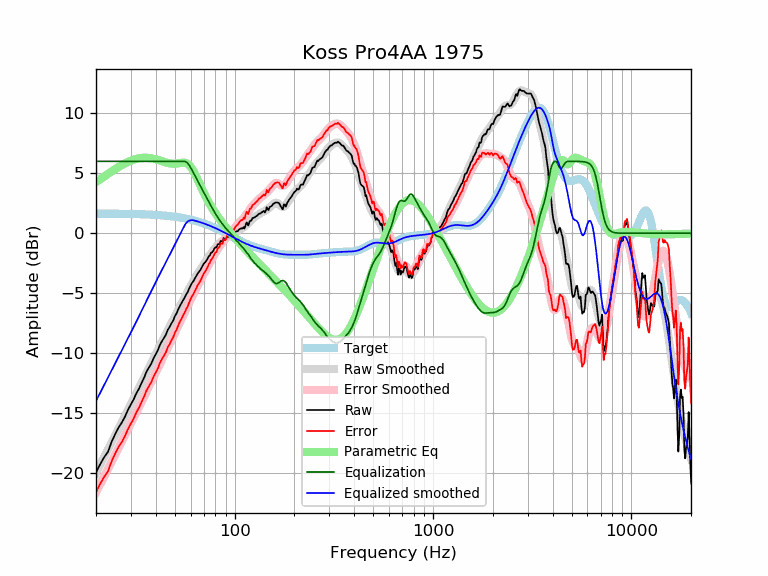 Koss Pro4AA 1975
Amplitude (dBr)
10
5
0
−5
−10
−15
−20
Target
Raw Smoothed
Error Smoothed
Raw
Error
Parametric Eq
Equalization
Equalized smoothed
100
1000
10000
Frequency (Hz)